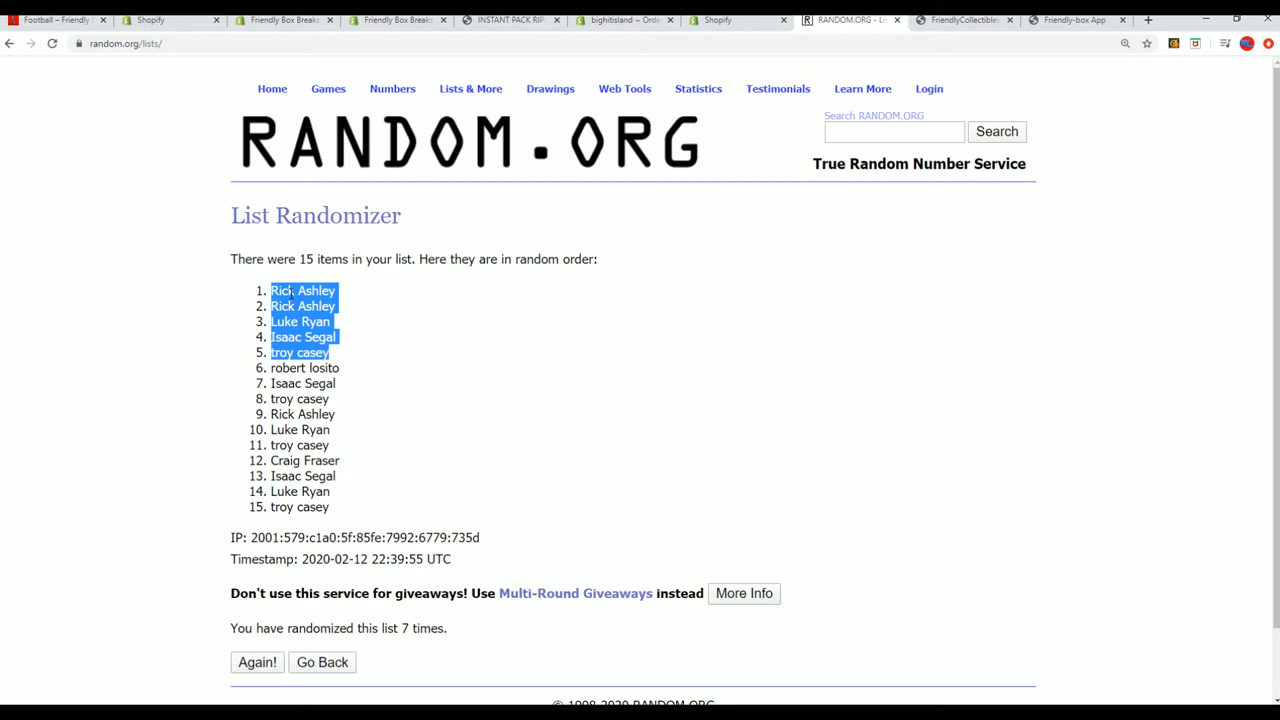 Football – Friendly
Shopify
Friendly Box Breaks
Friendly Box Breaks
INSTANT PACK RIP
bighitisland ~ Orde
Shopify
RANDOM.ORG - Li
FriendlyCollectibles
Friendly-box App
random.org/lists/
Home
Games
Numbers
Lists & More
Drawings
Web Tools
Statistics
Testimonials
Learn More
Login
RANDOM.ORG
Search RANDOM.ORG
Search
True Random Number Service
List Randomizer
There were 15 items in your list. Here they are in random order:
1. Rick Ashley
2. Rick Ashley
3. Luke Ryan
4. Isaac Segal
5. troy casey
6. robert losito
7. Isaac Segal
8. troy casey
9. Rick Ashley
10. Luke Ryan
11. troy casey
12. Craig Fraser
13. Isaac Segal
14. Luke Ryan
15. troy casey
IP: 2001:579:c1a0:5f:85fe:7992:6779:735d
Timestamp: 2020-02-12 22:39:55 UTC
Don't use this service for giveaways! Use Multi-Round Giveaways instead
More Info
You have randomized this list 7 times.
Again!
Go Back
© 1998-2020 RANDOM.ORG